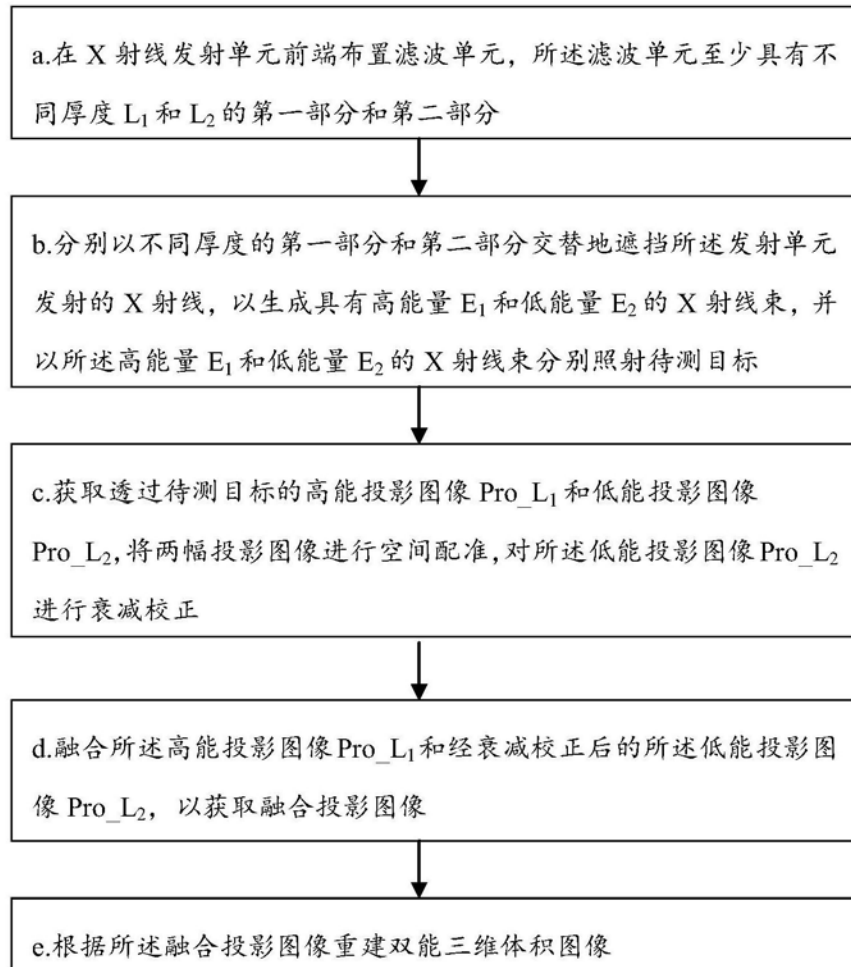 a.在 X 射线发射单元前端布置滤波单元，所述滤波单元至少具有不
同厚度 L₁ 和 L₂ 的第一部分和第二部分
b.分别以不同厚度的第一部分和第二部分交替地遮挡所述发射单元
发射的 X 射线，以生成具有高能量 E₁ 和低能量 E₂ 的 X 射线束，并
以所述高能量 E₁ 和低能量 E₂ 的 X 射线束分别照射待测目标
c.获取透过待测目标的高能投影图像 Pro_L₁ 和低能投影图像
Pro_L₂,将两幅投影图像进行空间配准,对所述低能投影图像 Pro_L₂
进行衰减校正
d.融合所述高能投影图像 Pro_L₁和经衰减校正后的所述低能投影图
像 Pro_L₂，以获取融合投影图像
e.根据所述融合投影图像重建双能三维体积图像